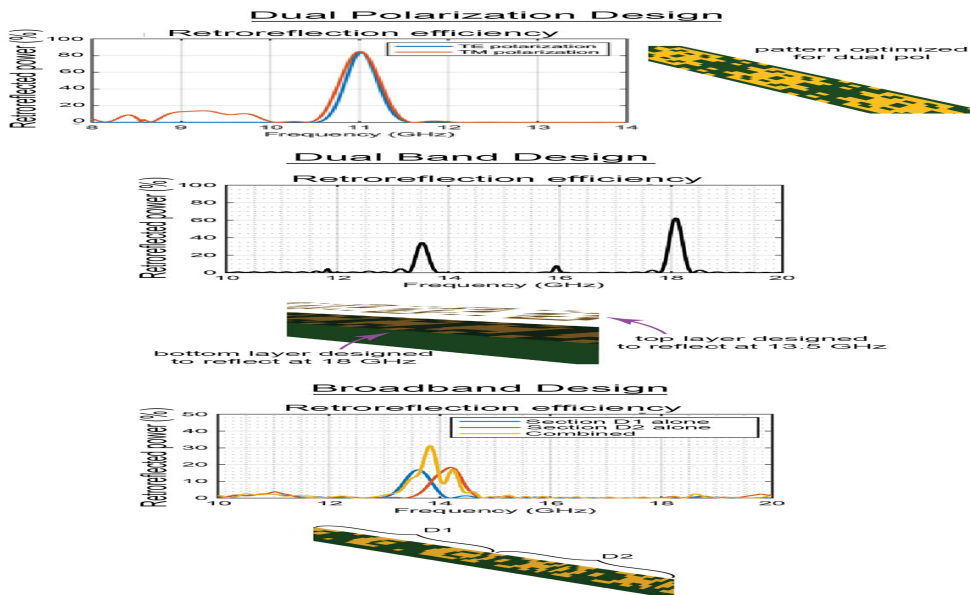 Dual Polarization Design
Retroreflection efficiency
Retroreflected power (%)
100
80
60
40
20
0
TE polarization
TM polarization
8
9
10
11
12
13
14
Frequency (GHz)
pattern optimized
for dual pol
Dual Band Design
Retroreflection efficiency
Retroreflected power (%)
100
80
60
40
20
0
10
12
14
16
18
20
Frequency (GHz)
bottom layer designed
to reflect at 18 GHz
top layer designed
to reflect at 13.5 GHz
Broadband Design
Retroreflection efficiency
Retroreflected power (%)
50
40
30
20
10
0
Section D1 alone
Section D2 alone
Combined
10
12
14
16
18
20
Frequency (GHz)
D1
D2